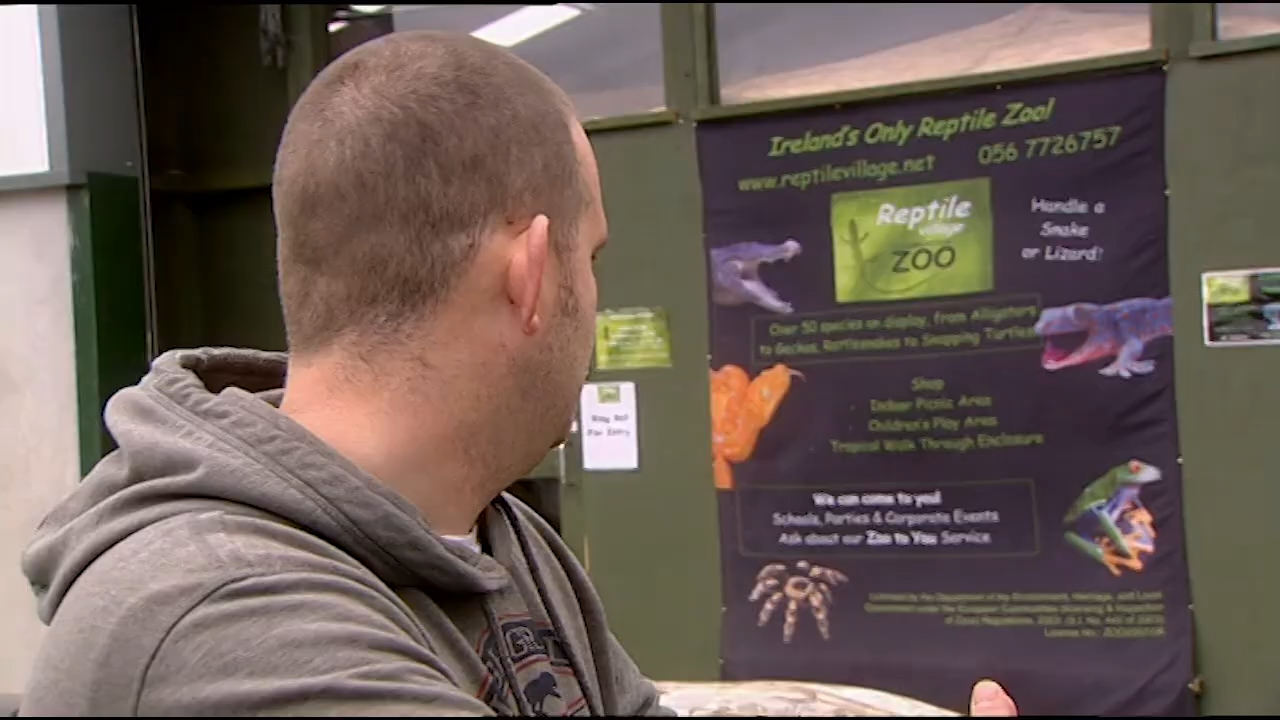 Ireland's Only Reptile Zoo!
www.reptilevillage.net 056 7726757
Reptile
village
ZOO
Handle a
Snake
or Lizard!
Over 50 species on display, from Alligators
to Geckos, Rattlesnakes to Snapping Turtles
Shop
Indoor Picnic Area
Children's Play Area
Tropical Walk Through Enclosure
We can come to you!
Schools, Parties & Corporate Events
Ask about our Zoo to You Service
Ring Bell
For Entry